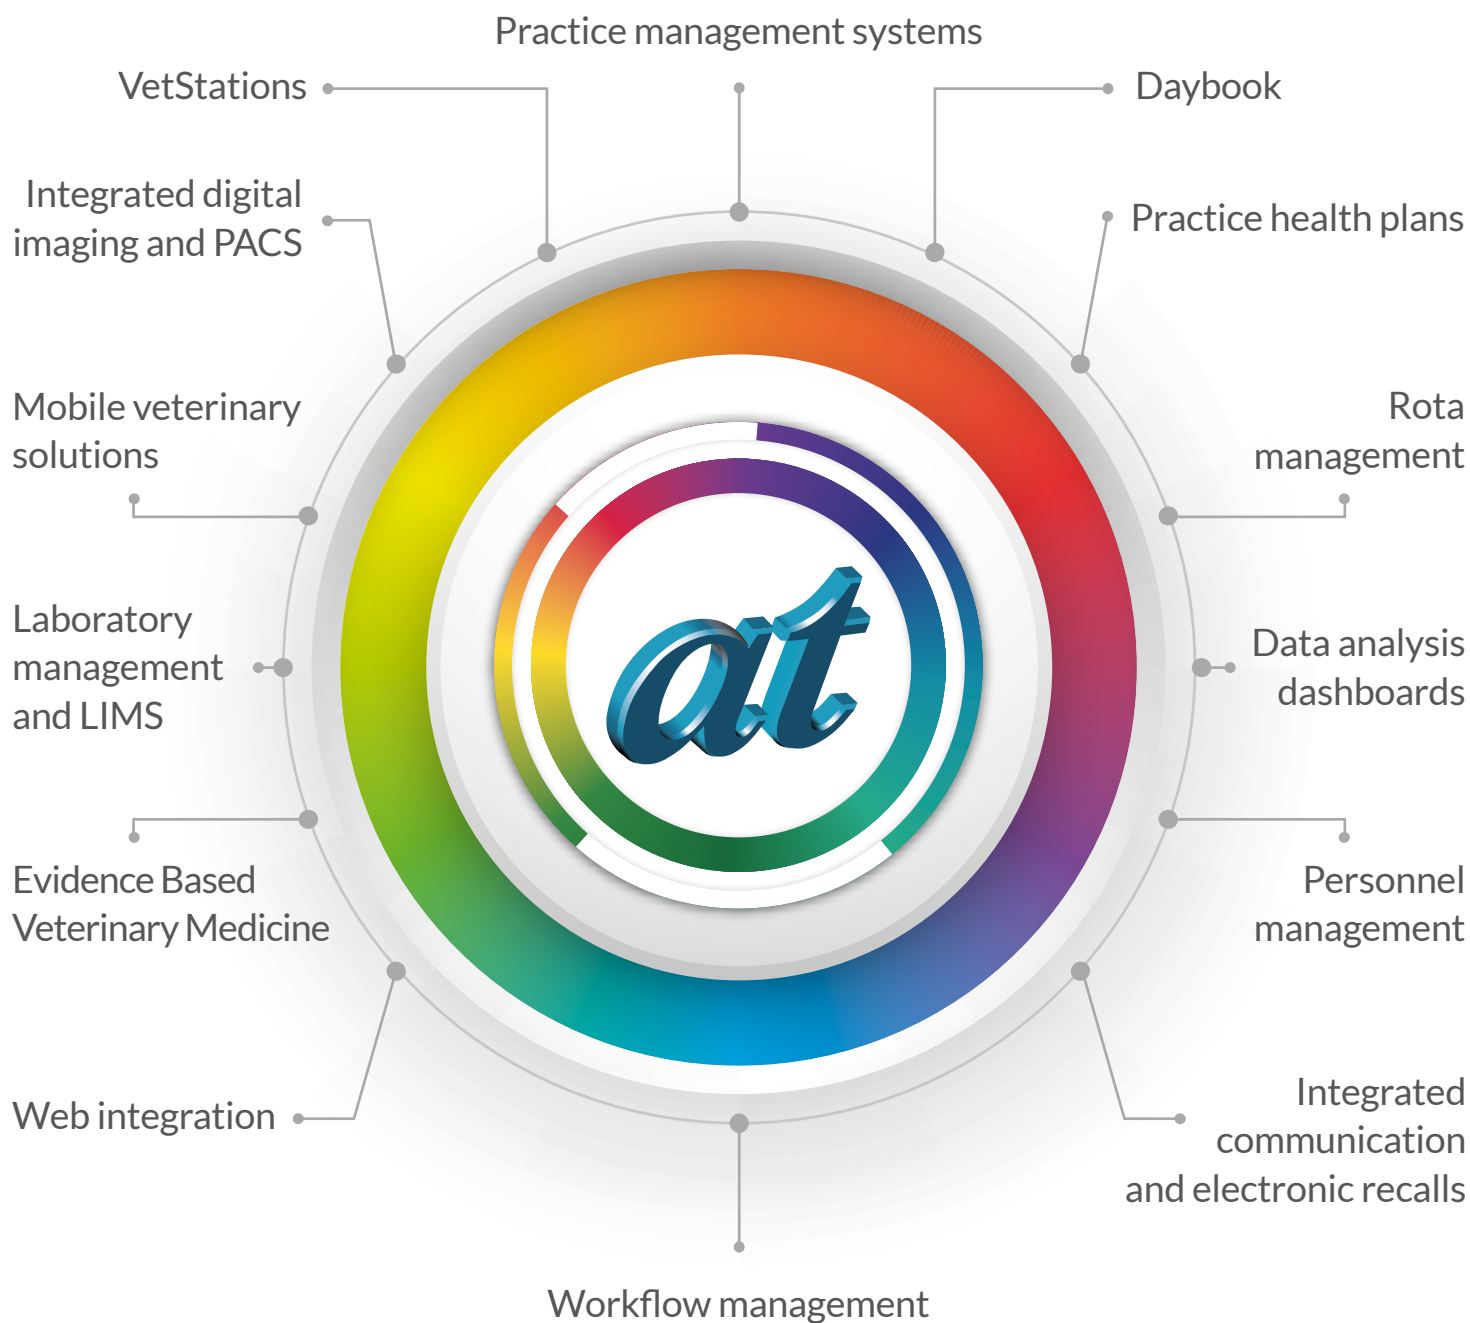 Practice management systems
VetStations
Daybook
Integrated digital
imaging and PACS
Practice health plans
Mobile veterinary
solutions
Rota
management
Laboratory
management
and LIMS
Data analysis
dashboards
Evidence Based
Veterinary Medicine
Personnel
management
Web integration
Integrated
communication
and electronic recalls
Workflow management
at